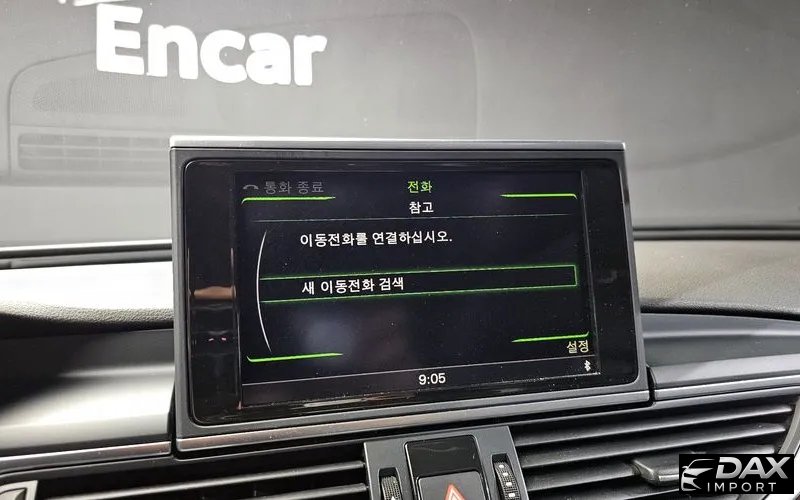 Encar
통화 종료
전화
참고
이동전화를 연결하십시오.
새 이동전화 검색
설정
9:05
DAX
IMPORT